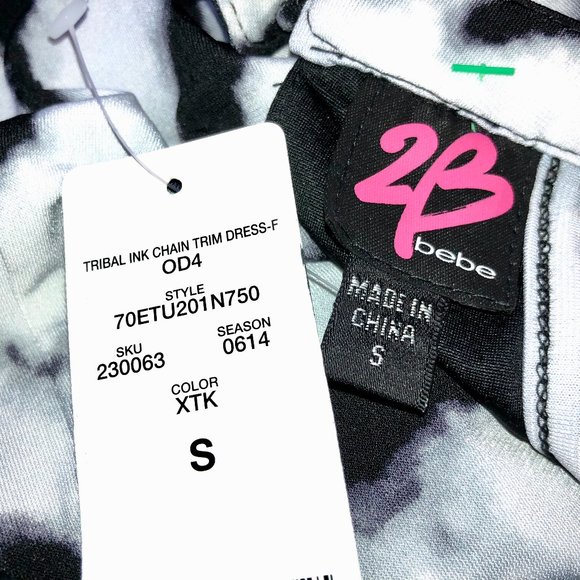 TRIBAL INK CHAIN TRIM DRESS-F
OD4
STYLE
70ETU201N750
SKU
230063
SEASON
0614
COLOR
XTK
S
2B
bebe
MADE IN
CHINA
S